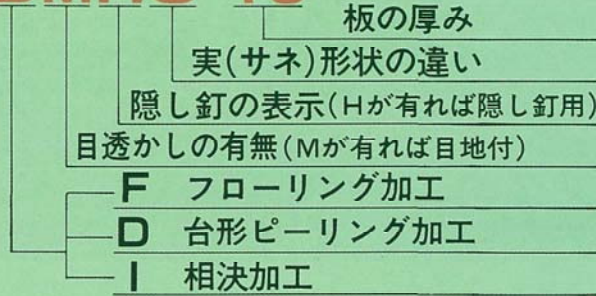 板の厚み
実(サネ)形状の違い
隠し釘の表示(Hが有れば隠し釘用)
目透かしの有無(Mが有れば目地付)
F フローリング加工
D 台形ピーリング加工
I 相決加工